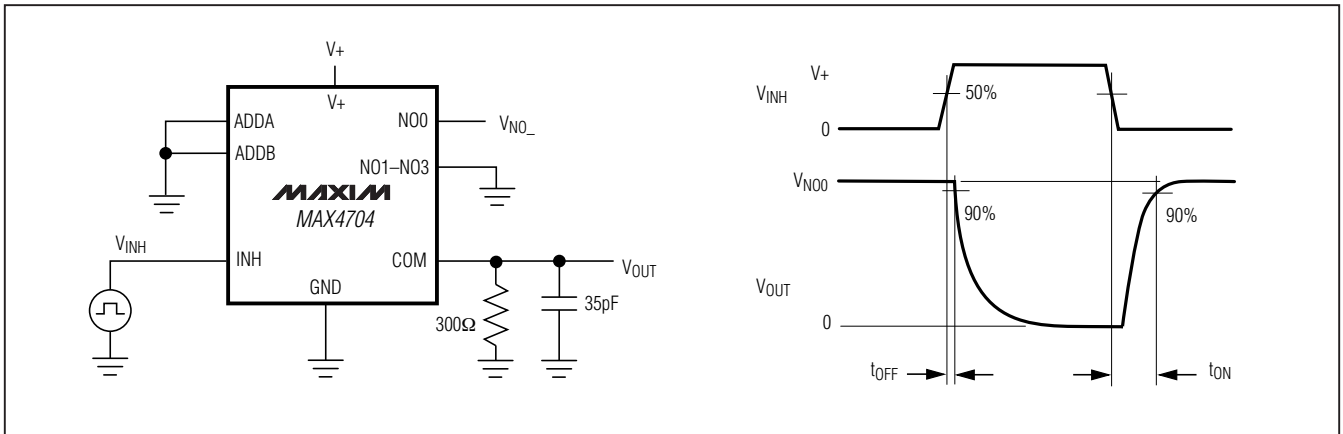 V+
V+
ADDA
ADDB
NO0
V_NO_
NO1–NO3
MAXIM
MAX4704
V_INH
INH
COM
V_OUT
GND
300Ω
35pF
V+
V_INH
50%
0
V_NO0
90%
90%
V_OUT
0
t_OFF
t_ON